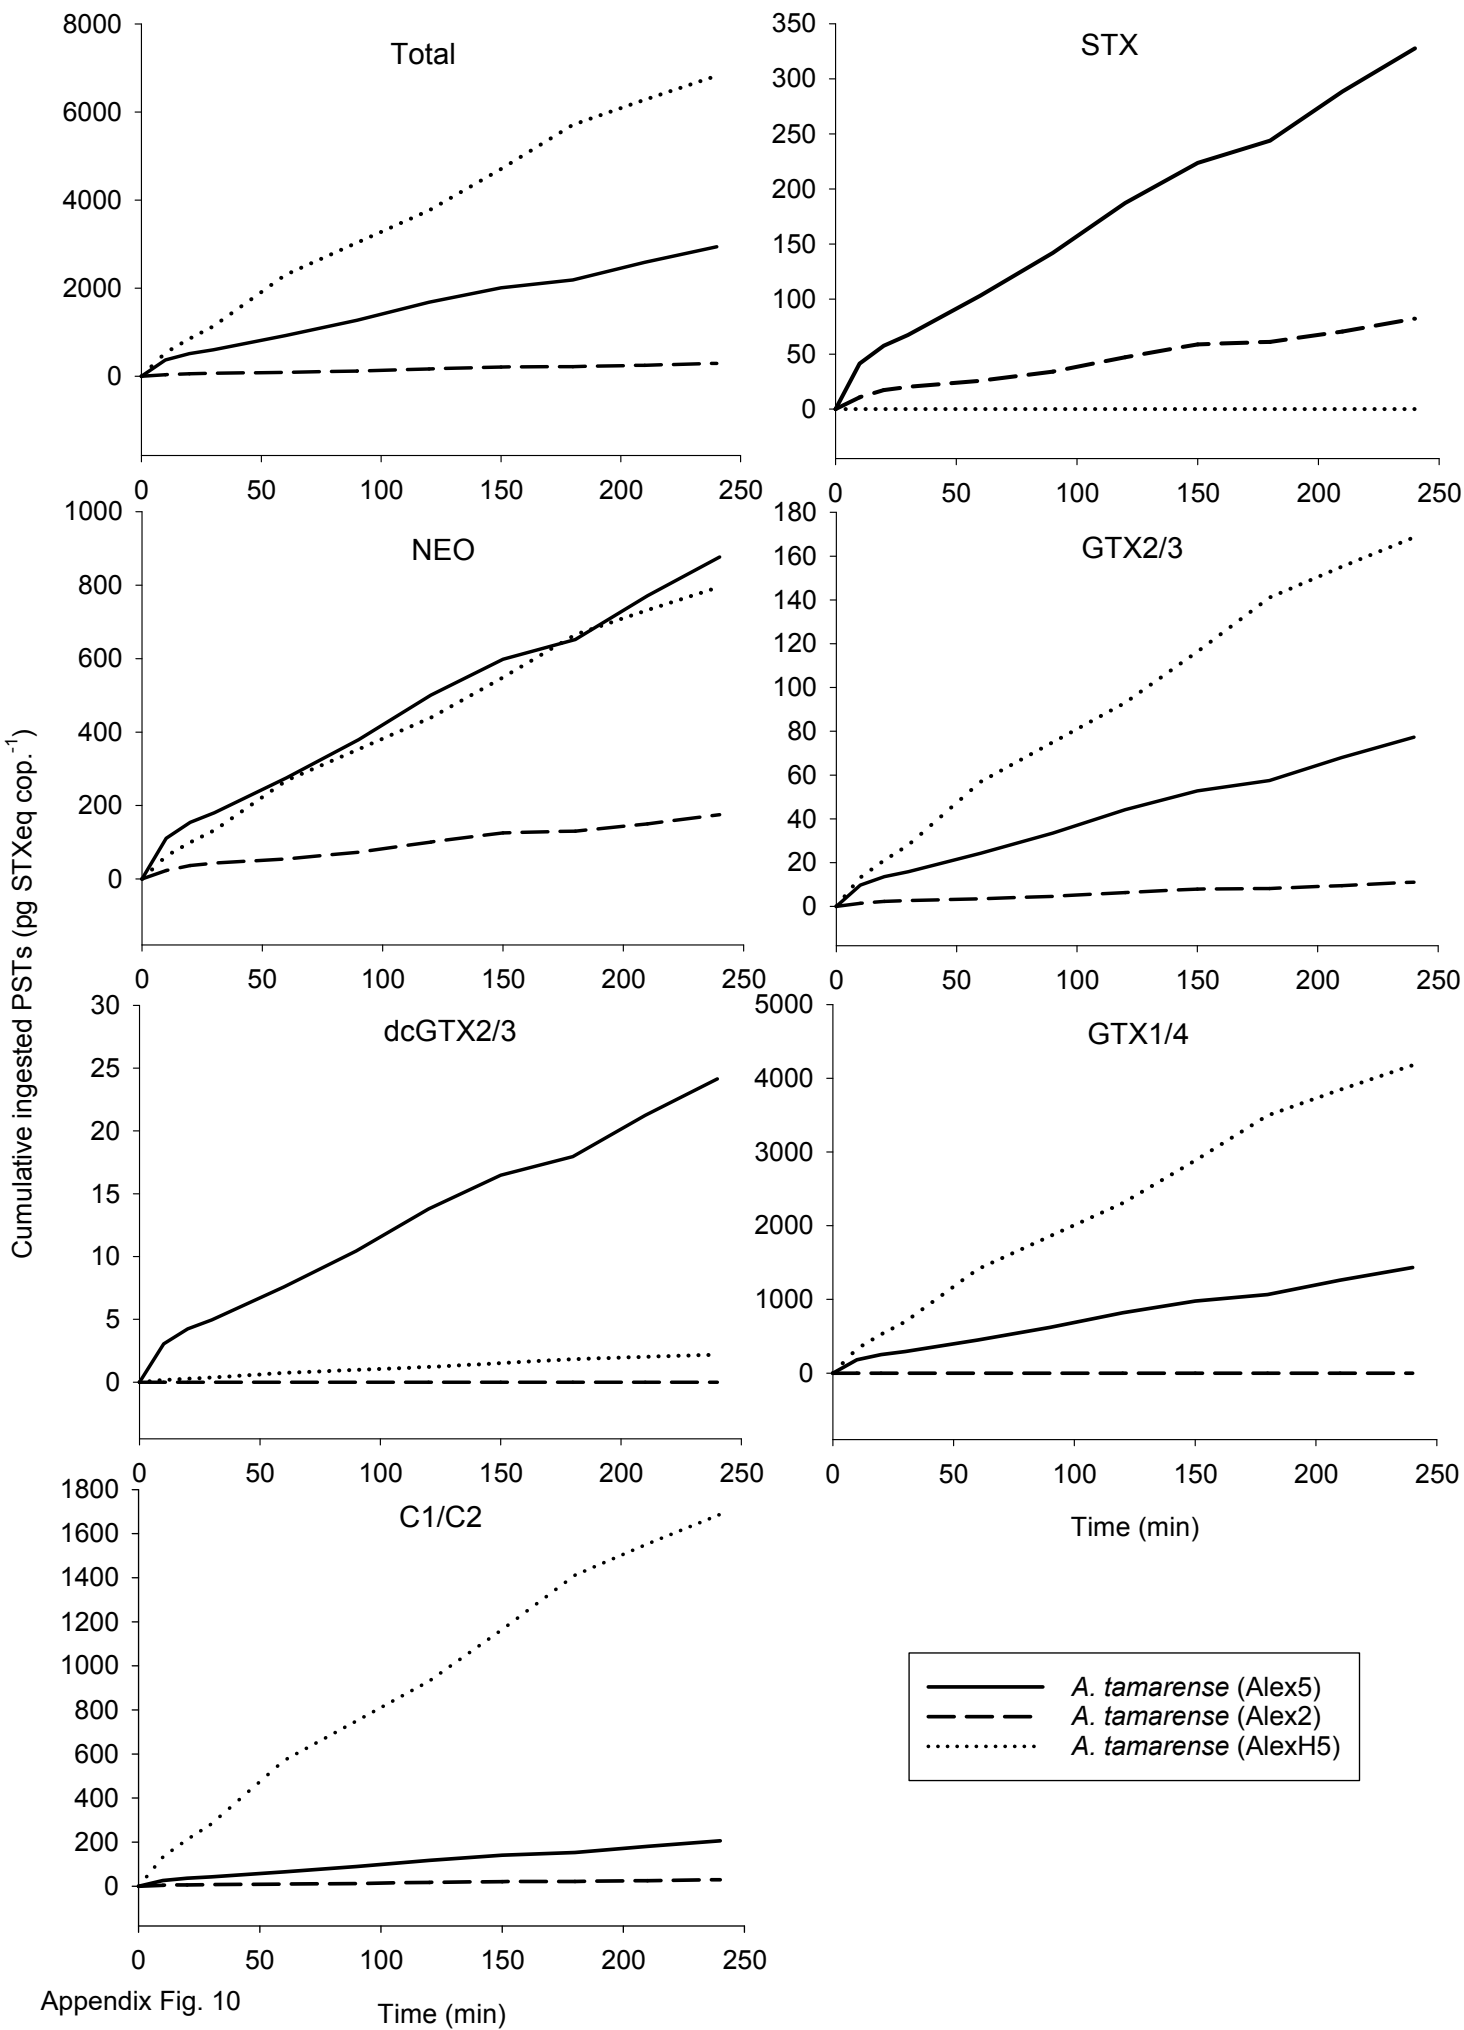 Cumulative ingested PSTs (pg STXeq cop.-1)
Total
8000
6000
4000
2000
0
0 50 100 150 200 250
STX
350
300
250
200
150
100
50
0
0 50 100 150 200 250
NEO
1000
800
600
400
200
0
0 50 100 150 200 250
GTX2/3
180
160
140
120
100
80
60
40
20
0
0 50 100 150 200 250
dcGTX2/3
30
25
20
15
10
5
0
0 50 100 150 200 250
GTX1/4
5000
4000
3000
2000
1000
0
0 50 100 150 200 250
Time (min)
C1/C2
1800
1600
1400
1200
1000
800
600
400
200
0
0 50 100 150 200 250
Time (min)
A. tamarense (Alex5)
A. tamarense (Alex2)
A. tamarense (AlexH5)
Appendix Fig. 10